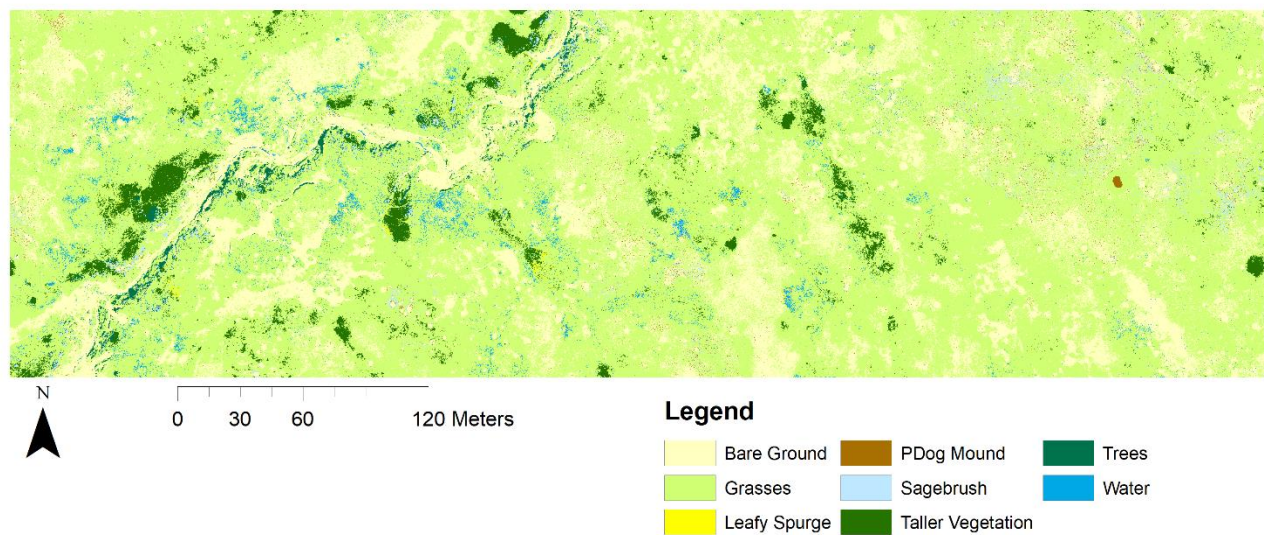 N
0 30 60 120 Meters
Legend
Bare Ground PDog Mound Trees
Grasses Sagebrush Water
Leafy Spurge Taller Vegetation